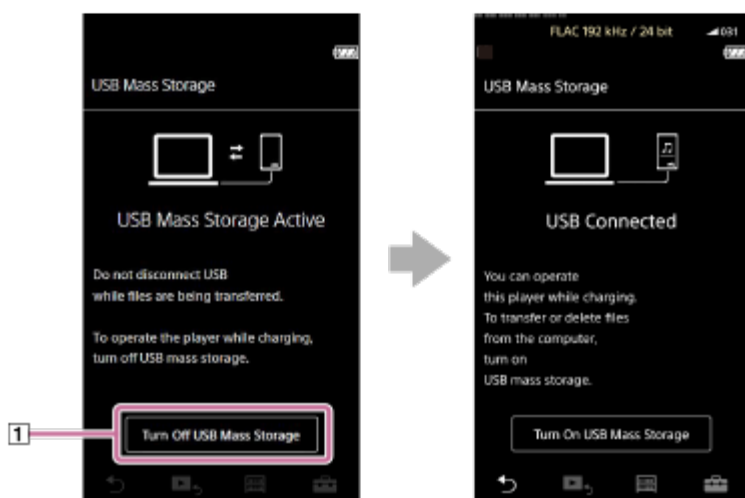 USB Mass Storage
USB Mass Storage Active
Do not disconnect USB
while files are being transferred.
To operate the player while charging,
turn off USB mass storage.
1
Turn Off USB Mass Storage
FLAC 192 kHz / 24 bit
031
USB Mass Storage
USB Connected
You can operate
this player while charging.
To transfer or delete files
from the computer,
turn on
USB mass storage.
Turn On USB Mass Storage